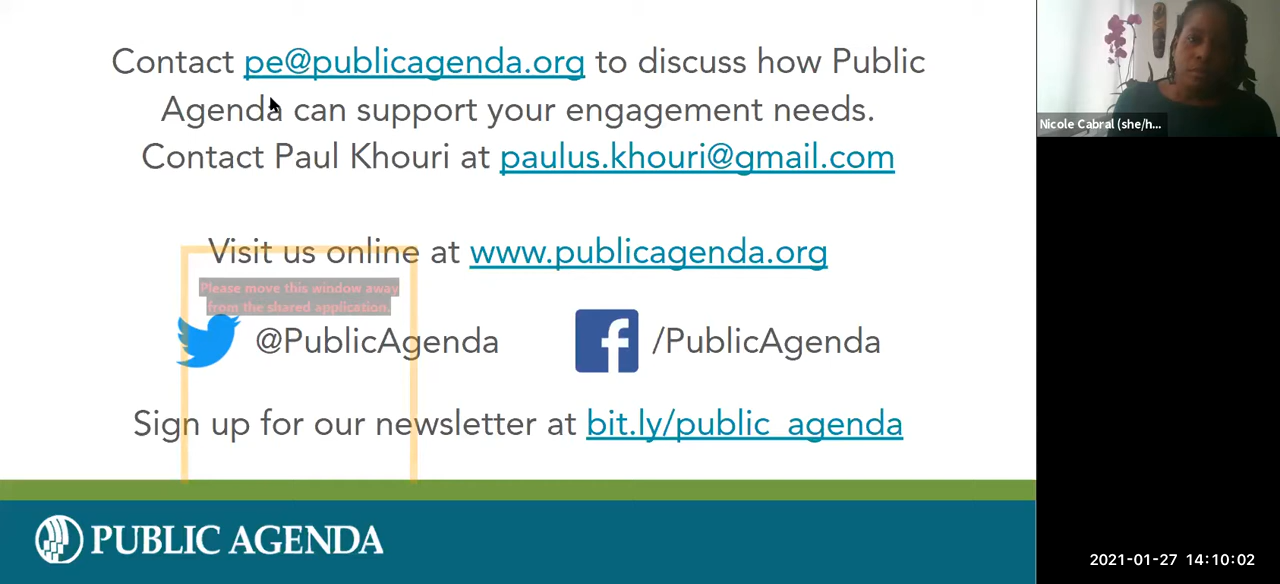 Contact pe@publicagenda.org to discuss how Public
Agenda can support your engagement needs.
Contact Paul Khouri at paulus.khouri@gmail.com
Visit us online at www.publicagenda.org
Please move this window away
from the shared application.
@PublicAgenda
/PublicAgenda
Sign up for our newsletter at bit.ly/public_agenda
PUBLIC AGENDA
Nicole Cabral (she/h...
2021-01-27 14:10:02